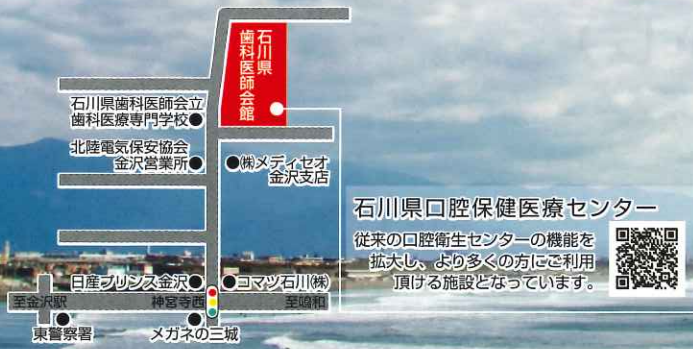 石川県
歯科医師会館
石川県歯科医師会立
歯科医療専門学校
北陸電気保安協会
金沢営業所
㈱メディセオ
金沢支店
石川県口腔保健医療センター
従来の口腔衛生センターの機能を
拡大し、より多くの方にご利用
頂ける施設となっています。
日産プリンス金沢
コマツ石川㈱
至金沢駅
神宮寺西
至鳴和
東警察署
メガネの三城